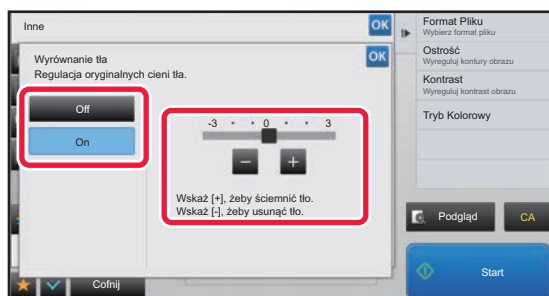 Inne
OK
Wyrównanie tła
OK
Regulacja oryginalnych cieni tła.
Off
On
-3 0 3
- +
Wskaż [+], żeby ściemnić tło.
Wskaż [-], żeby usunąć tło.
Cofnij
Format Pliku
Wybierz format pliku
Ostrość
Wyreguluj kontury obrazu
Kontrast
Wyreguluj kontrast obrazu
Tryb Kolorowy
Podgląd
CA
Start